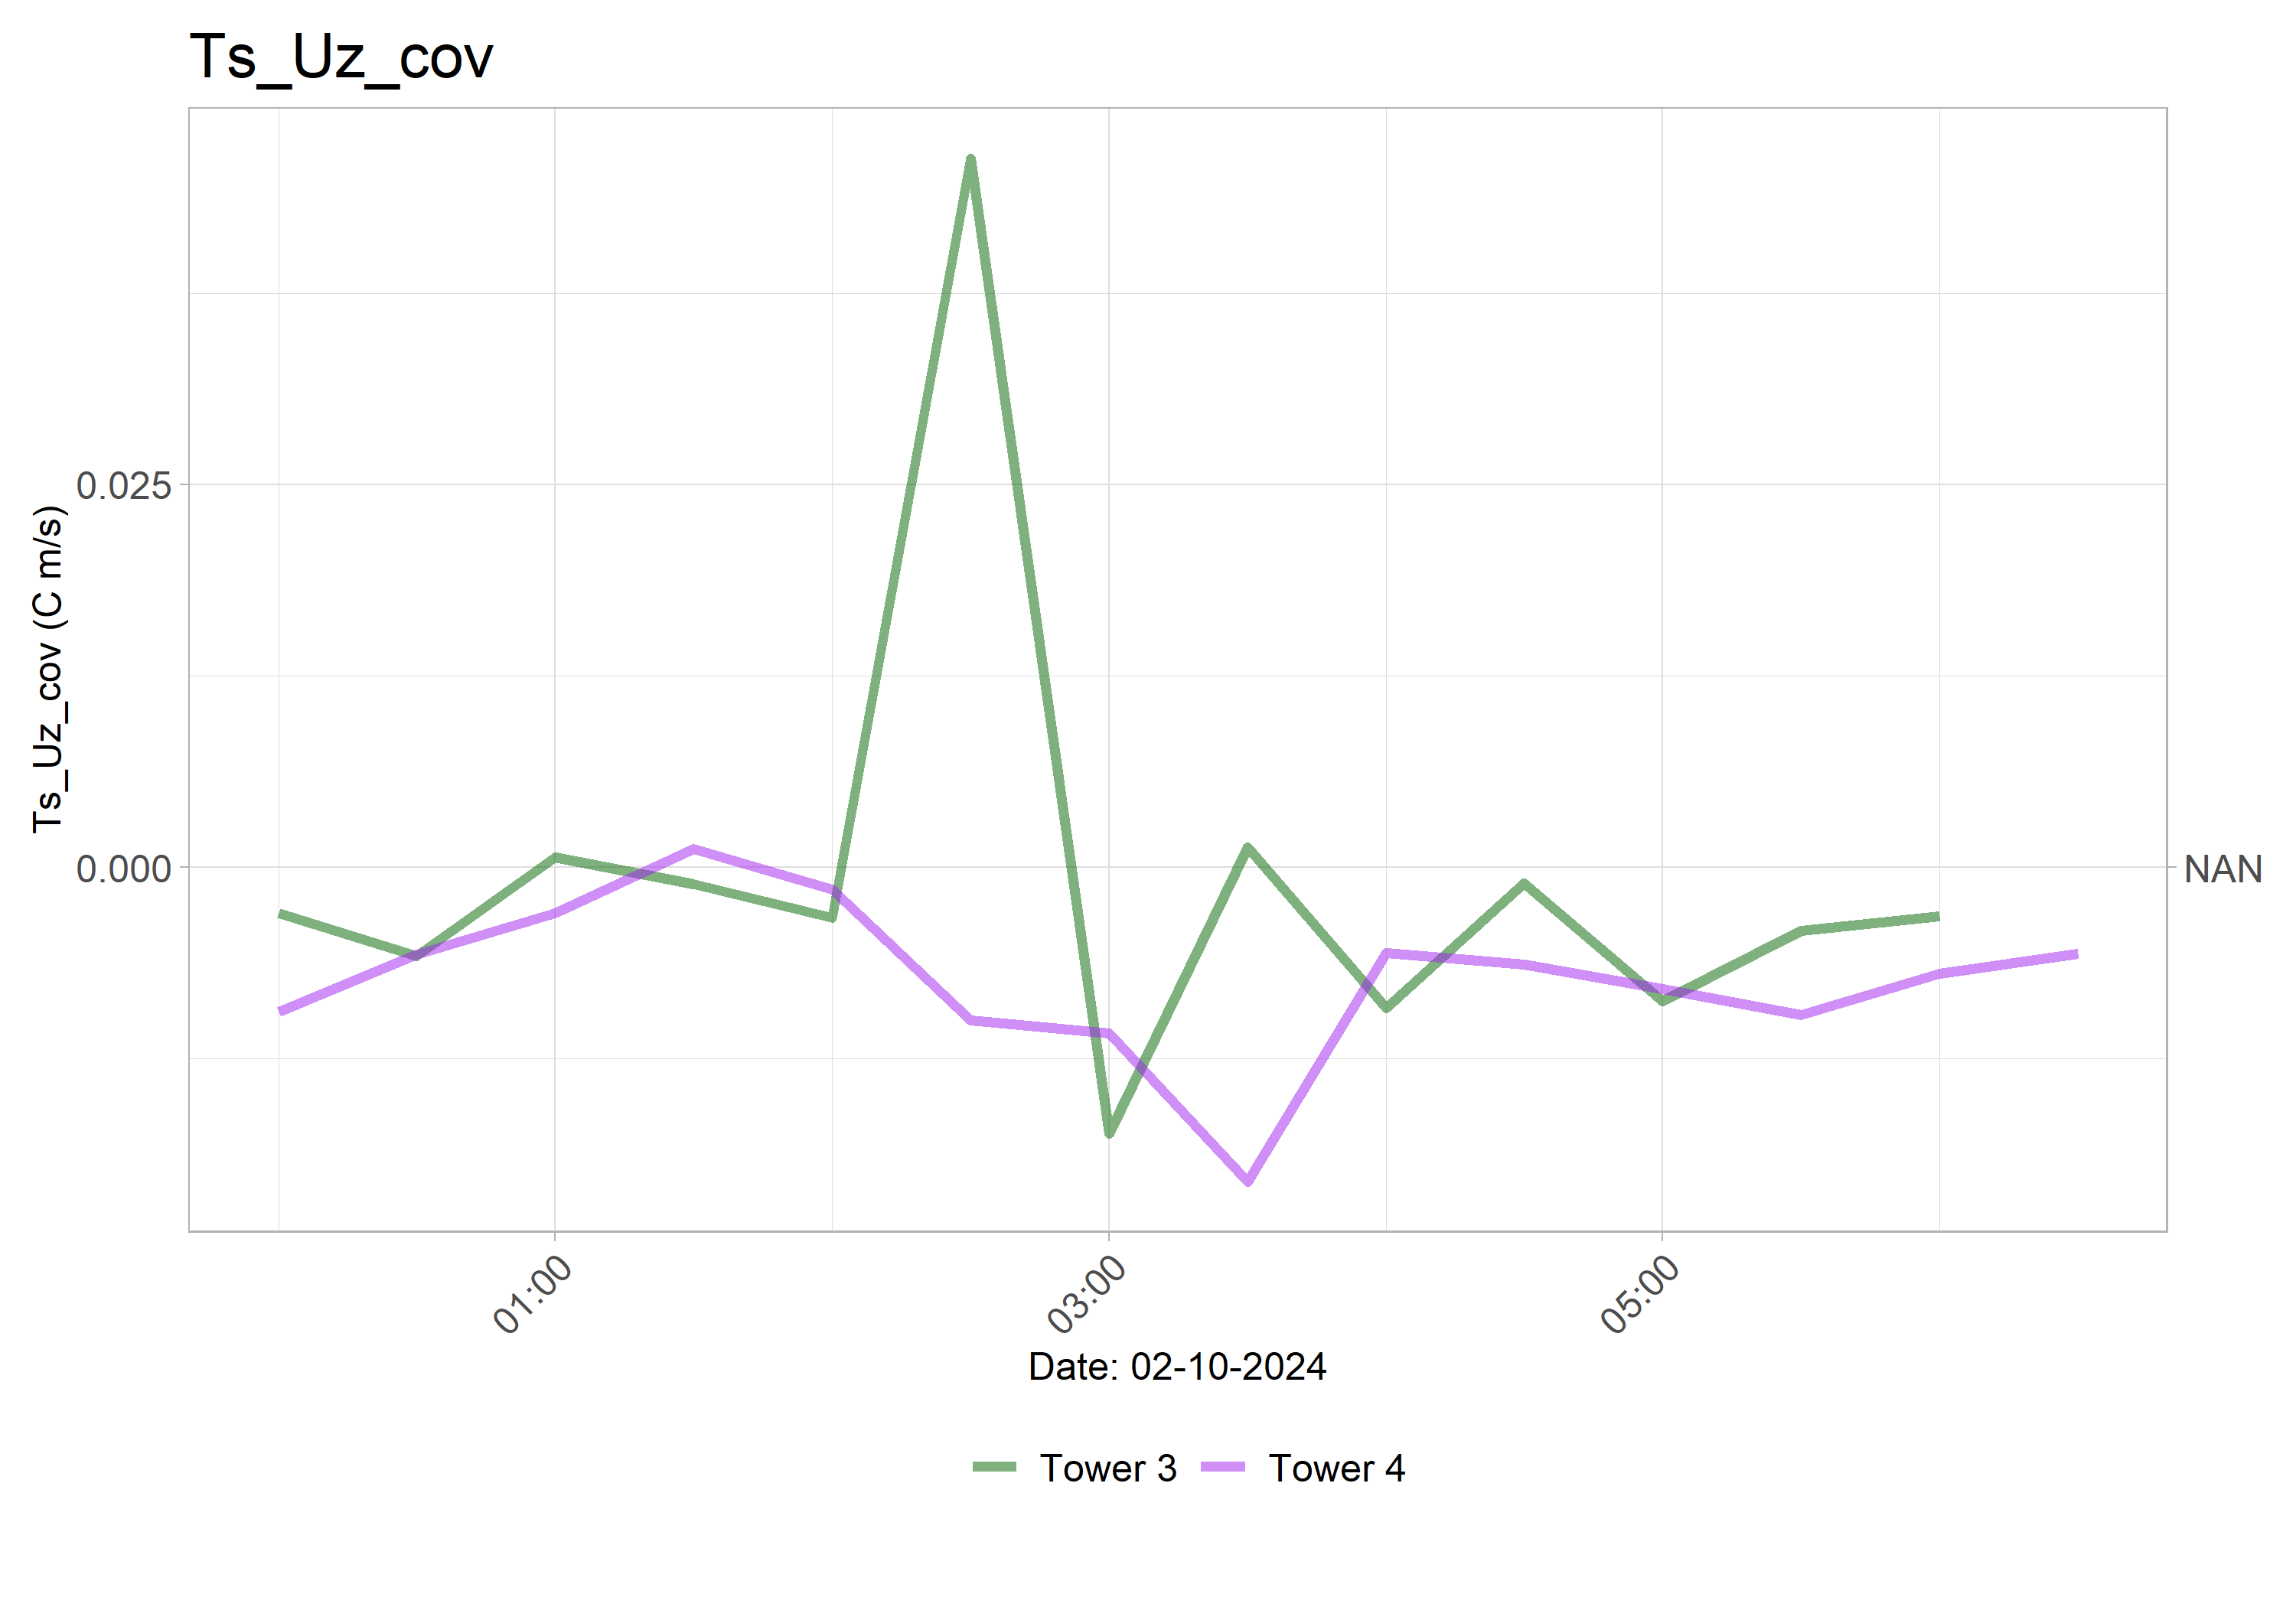 Ts_Uz_cov
Ts_Uz_cov (C m/s)
0.025
0.000
NAN
01:00
03:00
05:00
Date: 02-10-2024
Tower 3
Tower 4